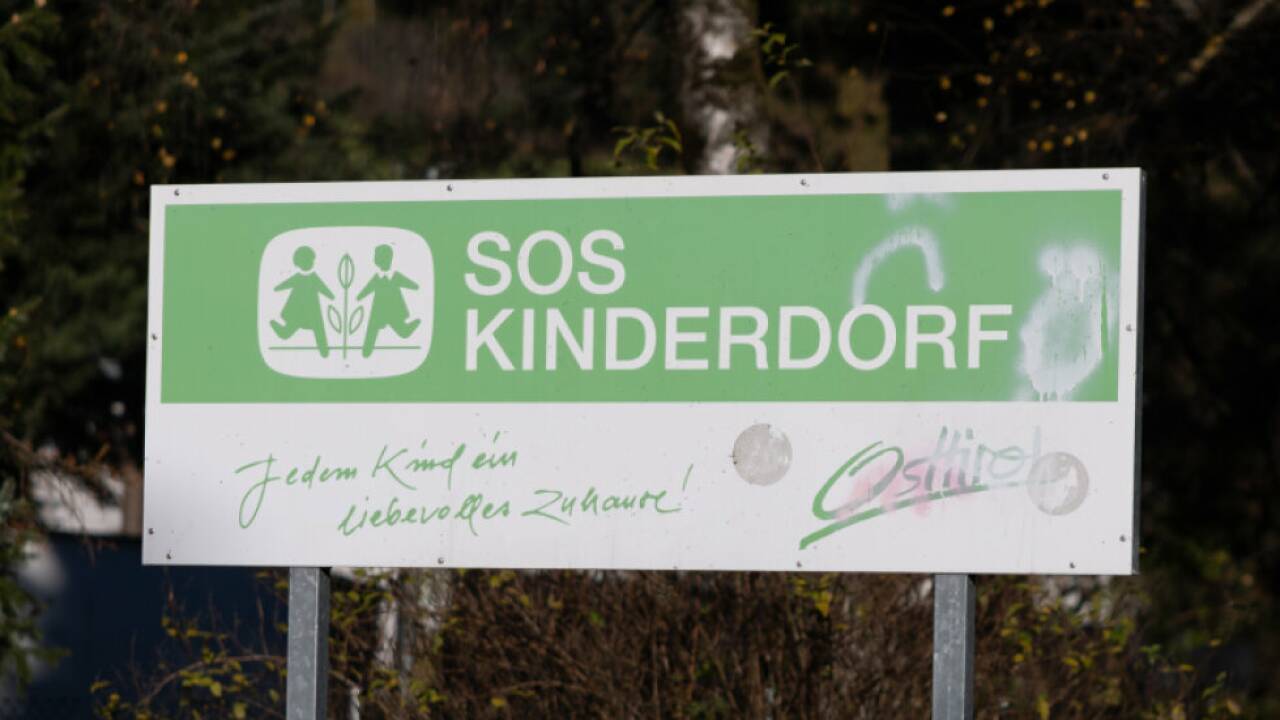 SOS
KINDERDORF
Jedem Kind ein
liebevolles Zuhause!
Osttirol